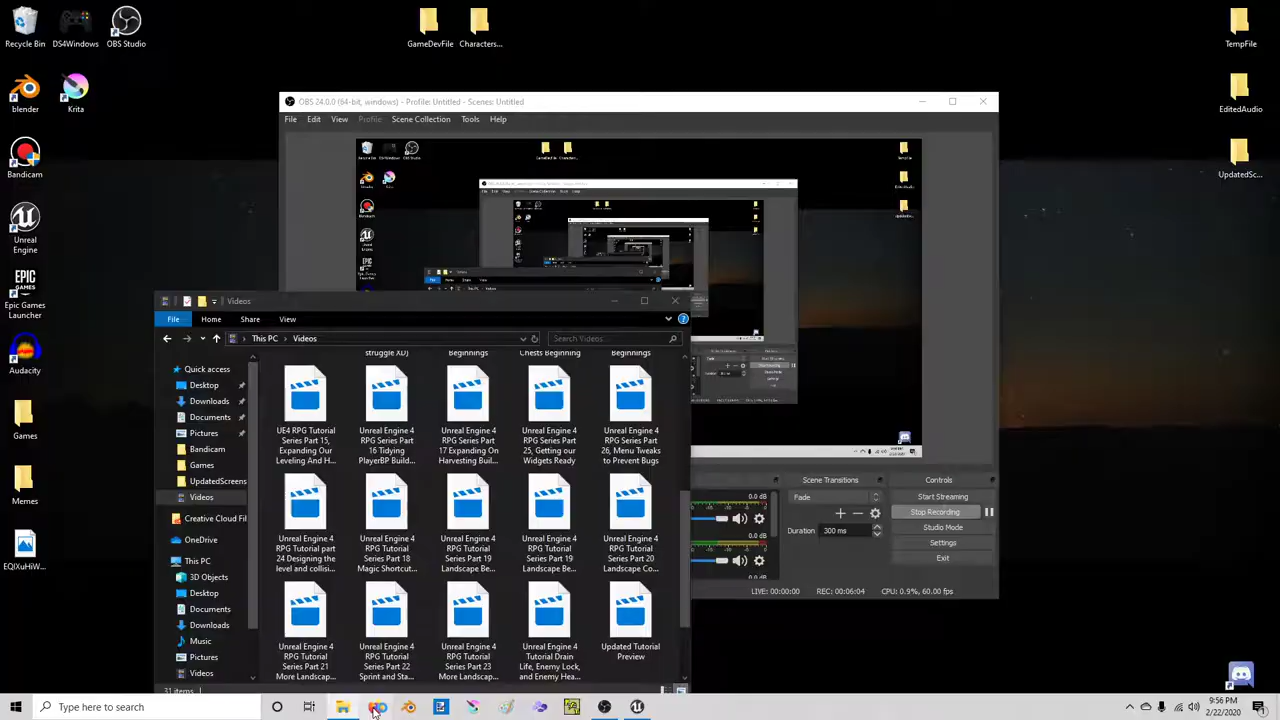 Recycle Bin
DS4Windows
OBS Studio
GameDevFile
Characters...
TempFile
blender
Krita
EditedAudio
Bandicam
UpdatedSc...
Unreal
Engine
EPIC
GAMES
Epic Games
Launcher
Audacity
Games
Memes
EQIXuHiW...
OBS 24.0.0 (64-bit, windows) - Profile: Untitled - Scenes: Untitled
File Edit View Profile Scene Collection Tools Help
Videos
File Home Share View
This PC Videos
Search Videos
Quick access
Desktop
Downloads
Documents
Pictures
Bandicam
Games
UpdatedScreens
Videos
Creative Cloud Fil
OneDrive
This PC
3D Objects
Desktop
Documents
Downloads
Music
Pictures
Videos
31 items
struggle XD)
Beginnings
Chests Beginning
Beginnings
UE4 RPG Tutorial
Series Part 15,
Expanding Our
Leveling And H...
Unreal Engine 4
RPG Series Part
16 Tidying
PlayerBP Build...
Unreal Engine 4
RPG Series Part
17 Expanding On
Harvesting Buil...
Unreal Engine 4
RPG Series Part
25, Getting our
Widgets Ready
Unreal Engine 4
RPG Series Part
26, Menu Tweaks
to Prevent Bugs
Unreal Engine 4
RPG Tutorial part
24 Designing the
level and collisi...
Unreal Engine 4
RPG Tutorial
Series Part 18
Magic Shortcut...
Unreal Engine 4
RPG Tutorial
Series Part 19
Landscape Be...
Unreal Engine 4
RPG Tutorial
Series Part 19
Landscape Be...
Unreal Engine 4
RPG Tutorial
Series Part 20
Landscape Co...
Unreal Engine 4
RPG Tutorial
Series Part 21
More Landscap...
Unreal Engine 4
RPG Tutorial
Series Part 22
Sprint and Sta...
Unreal Engine 4
RPG Tutorial
Series Part 23
More Landscap...
Unreal Engine 4
Tutorial Drain
Life, Enemy Lock,
and Enemy Hea...
Updated Tutorial
Preview
0.0 dB
0.0 dB
Scene Transitions
Fade
Duration 300 ms
Controls
Start Streaming
Stop Recording
Studio Mode
Settings
Exit
LIVE: 00:00:00 REC: 00:06:04 CPU: 0.9%, 60.00 fps
Type here to search
9:56 PM
2/22/2020